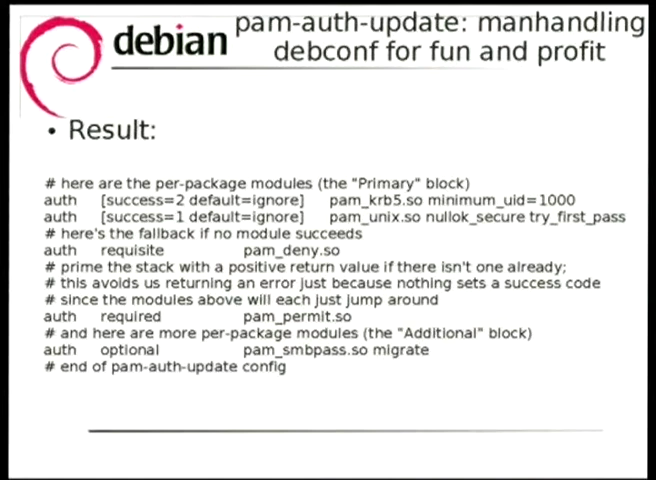 debian
pam-auth-update: manhandling
debconf for fun and profit
• Result:
# here are the per-package modules (the "Primary" block)
auth [success=2 default=ignore] pam_krb5.so minimum_uid=1000
auth [success=1 default=ignore] pam_unix.so nullok_secure try_first_pass
# here's the fallback if no module succeeds
auth requisite pam_deny.so
# prime the stack with a positive return value if there isn't one already;
# this avoids us returning an error just because nothing sets a success code
# since the modules above will each just jump around
auth required pam_permit.so
# and here are more per-package modules (the "Additional" block)
auth optional pam_smbpass.so migrate
# end of pam-auth-update config